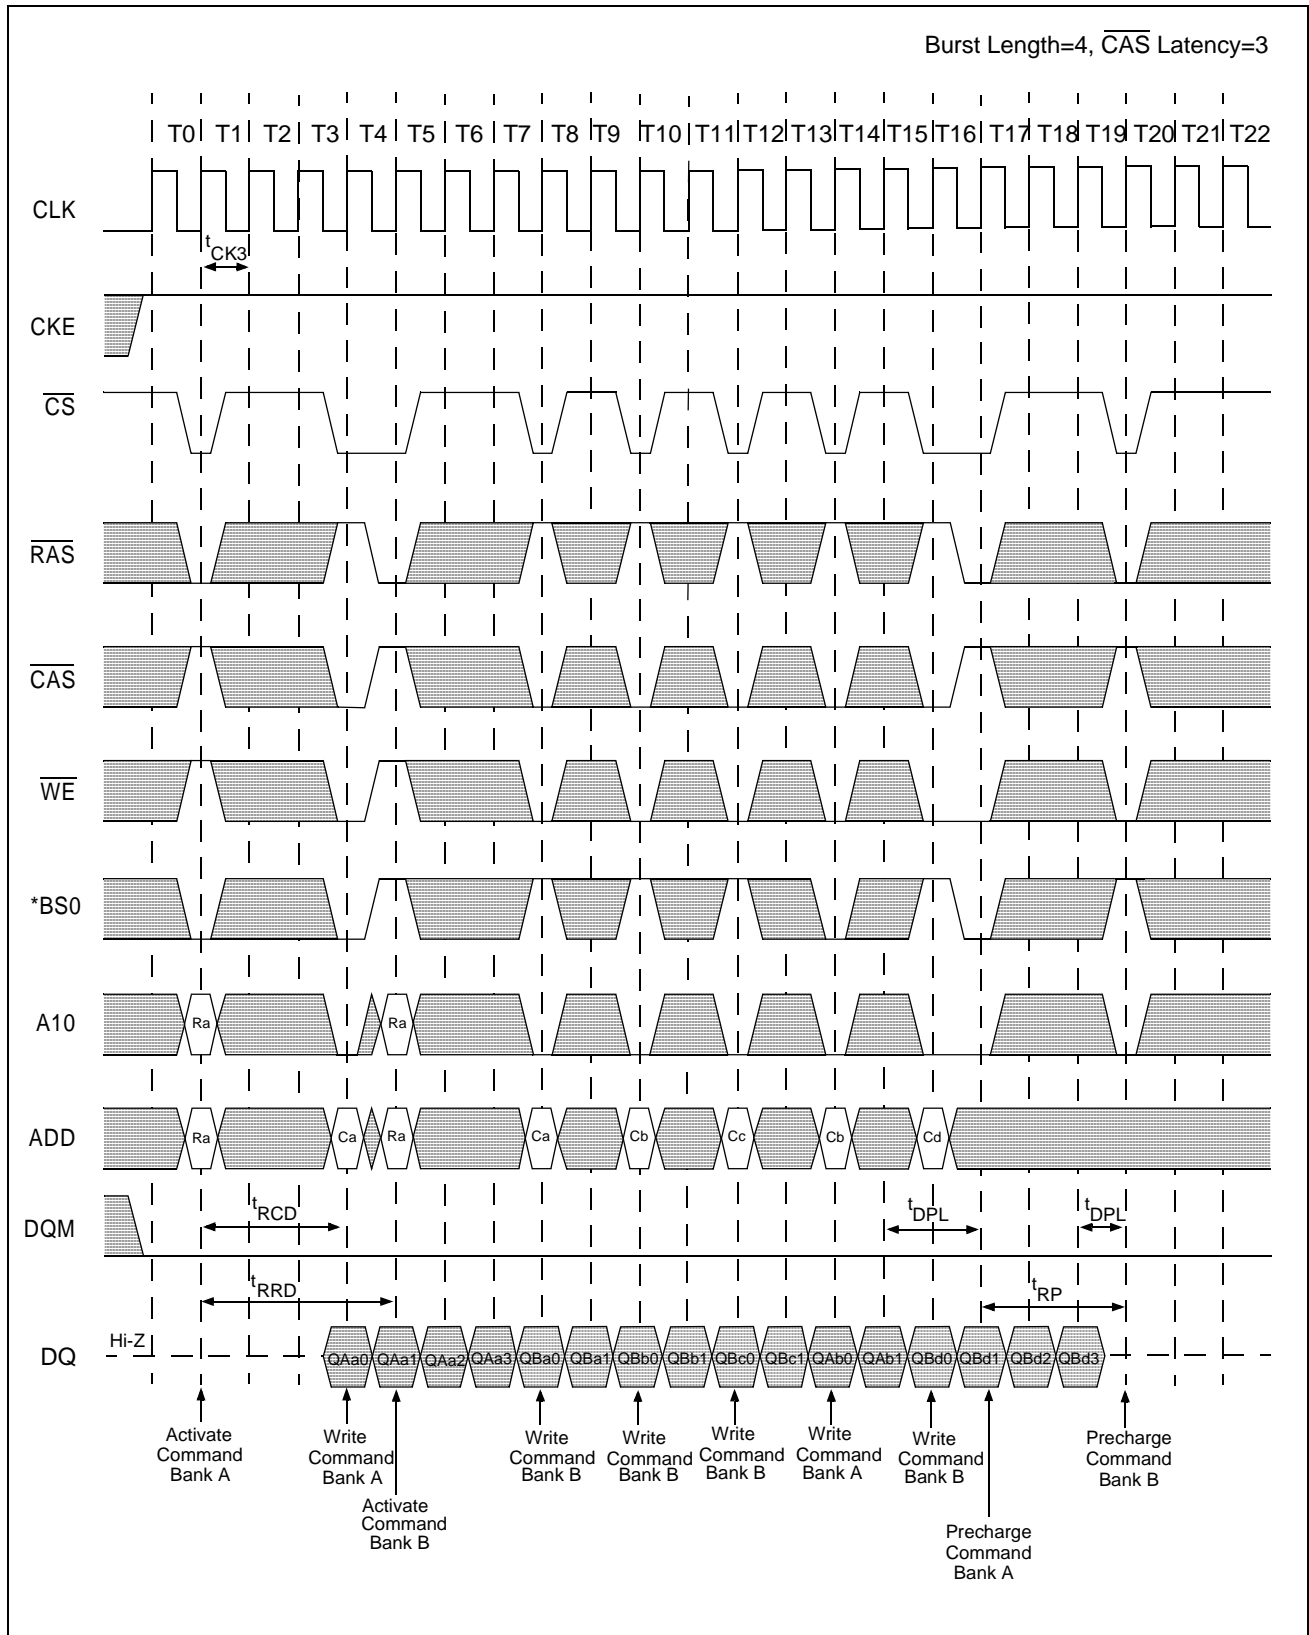 Burst Length=4, CAS Latency=3
T0 T1 T2 T3 T4 T5 T6 T7 T8 T9 T10 T11 T12 T13 T14 T15 T16 T17 T18 T19 T20 T21 T22
CLK
tCK3
CKE
CS
RAS
CAS
WE
*BS0
A10
Ra Ra
ADD
Ra Ca Ra Ca Cb Cc Cb Cd
DQM
tRCD tDPL tDPL
tRRD tRP
DQ
Hi-Z
QAa0 QAa1 QAa2 QAa3 QBa0 QBa1 QBb0 QBb1 QBc0 QBc1 QAb0 QAb1 QBd0 QBd1 QBd2 QBd3
Activate
Command
Bank A
Write
Command
Bank A
Activate
Command
Bank B
Write
Command
Bank B
Write
Command
Bank B
Write
Command
Bank B
Write
Command
Bank A
Write
Command
Bank B
Precharge
Command
Bank A
Precharge
Command
Bank B